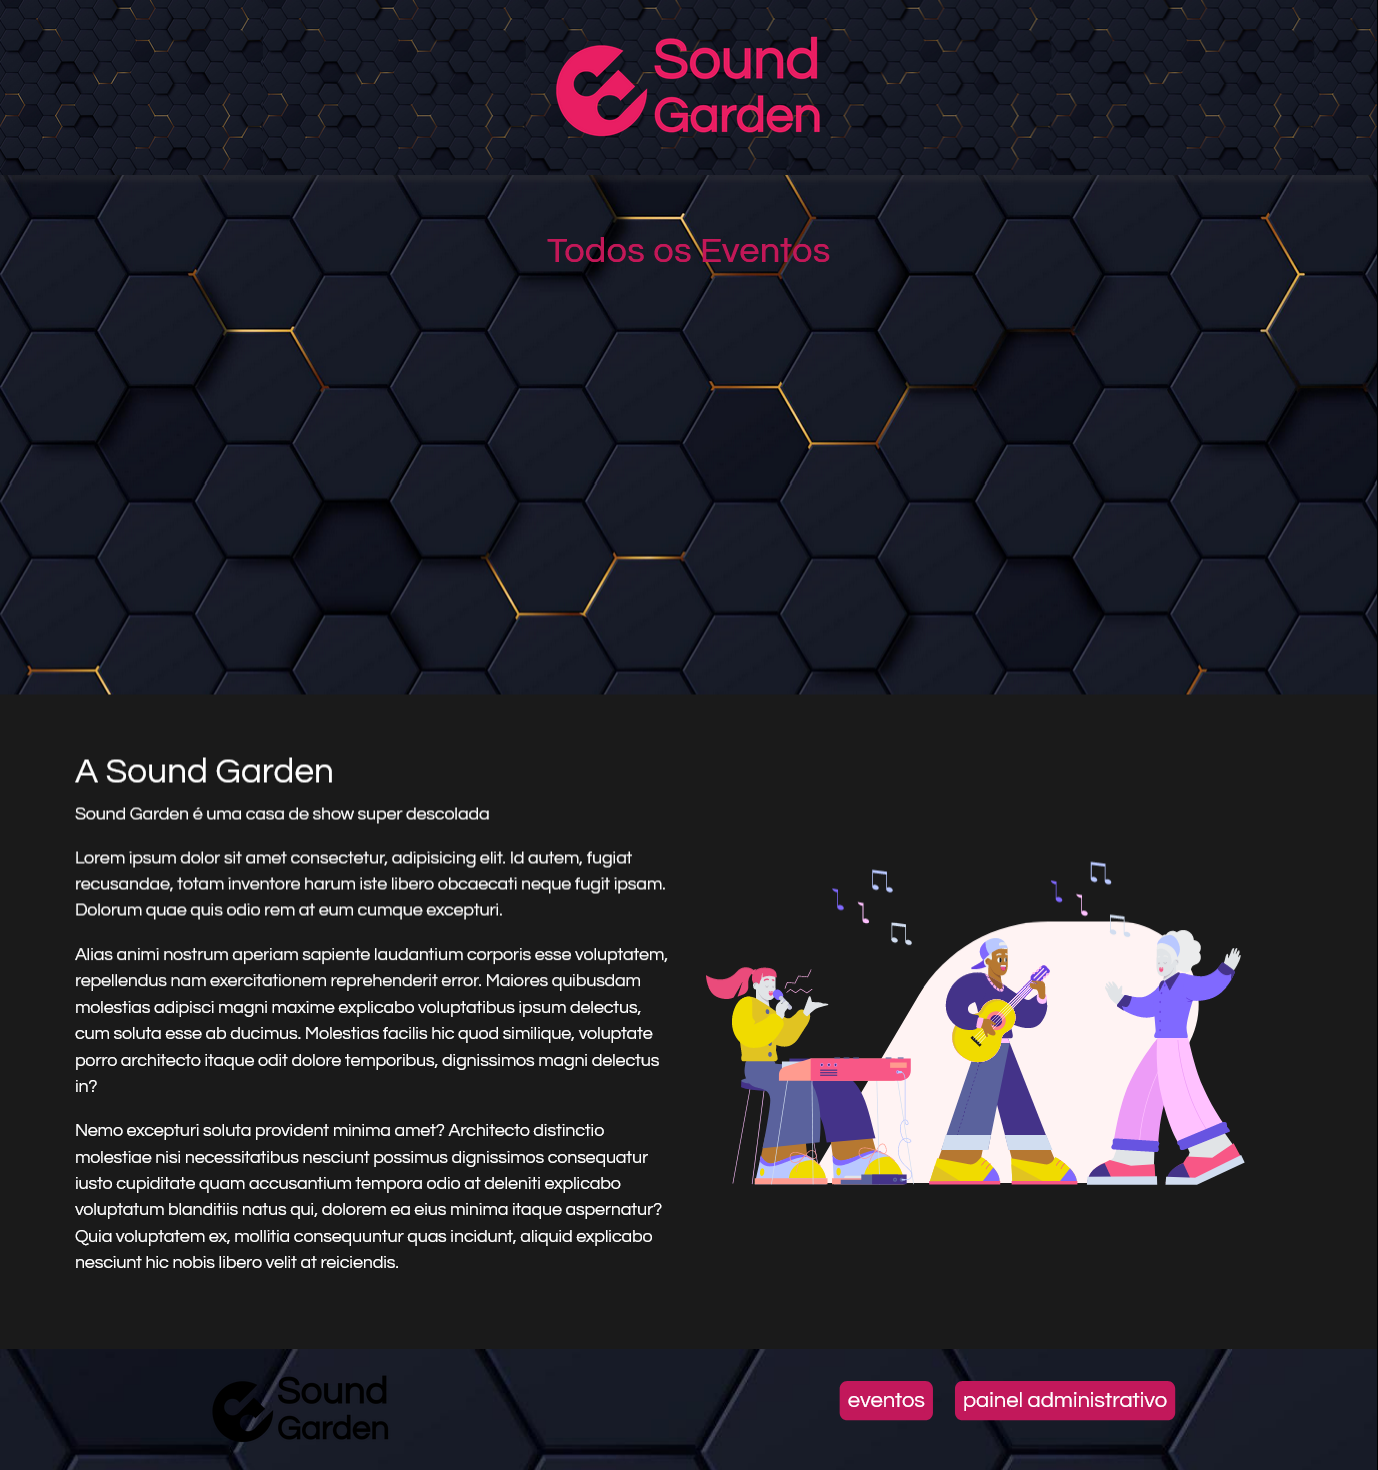 Sound
Garden
Todos os Eventos
A Sound Garden
Sound Garden é uma casa de show super descolada
Lorem ipsum dolor sit amet consectetur, adipisicing elit. Id autem, fugiat
recusandae, totam inventore harum iste libero obcaecati neque fugit ipsam.
Dolorum quae quis odio rem at eum cumque excepturi.
Alias animi nostrum aperiam sapiente laudantium corporis esse voluptatem,
repellendus nam exercitationem reprehenderit error. Maiores quibusdam
molestias adipisci magni maxime explicabo voluptatibus ipsum delectus,
cum soluta esse ab ducimus. Molestias facilis hic quod similique, voluptate
porro architecto itaque odit dolore temporibus, dignissimos magni delectus
in?
Nemo excepturi soluta provident minima amet? Architecto distinctio
molestiae nisi necessitatibus nesciunt possimus dignissimos consequatur
iusto cupiditate quam accusantium tempora odio at deleniti explicabo
voluptatum blanditiis natus qui, dolorem ea eius minima itaque aspernatur?
Quia voluptatem ex, mollitia consequuntur quas incidunt, aliquid explicabo
nesciunt hic nobis libero velit at reiciendis.
Sound
Garden
eventos
painel administrativo